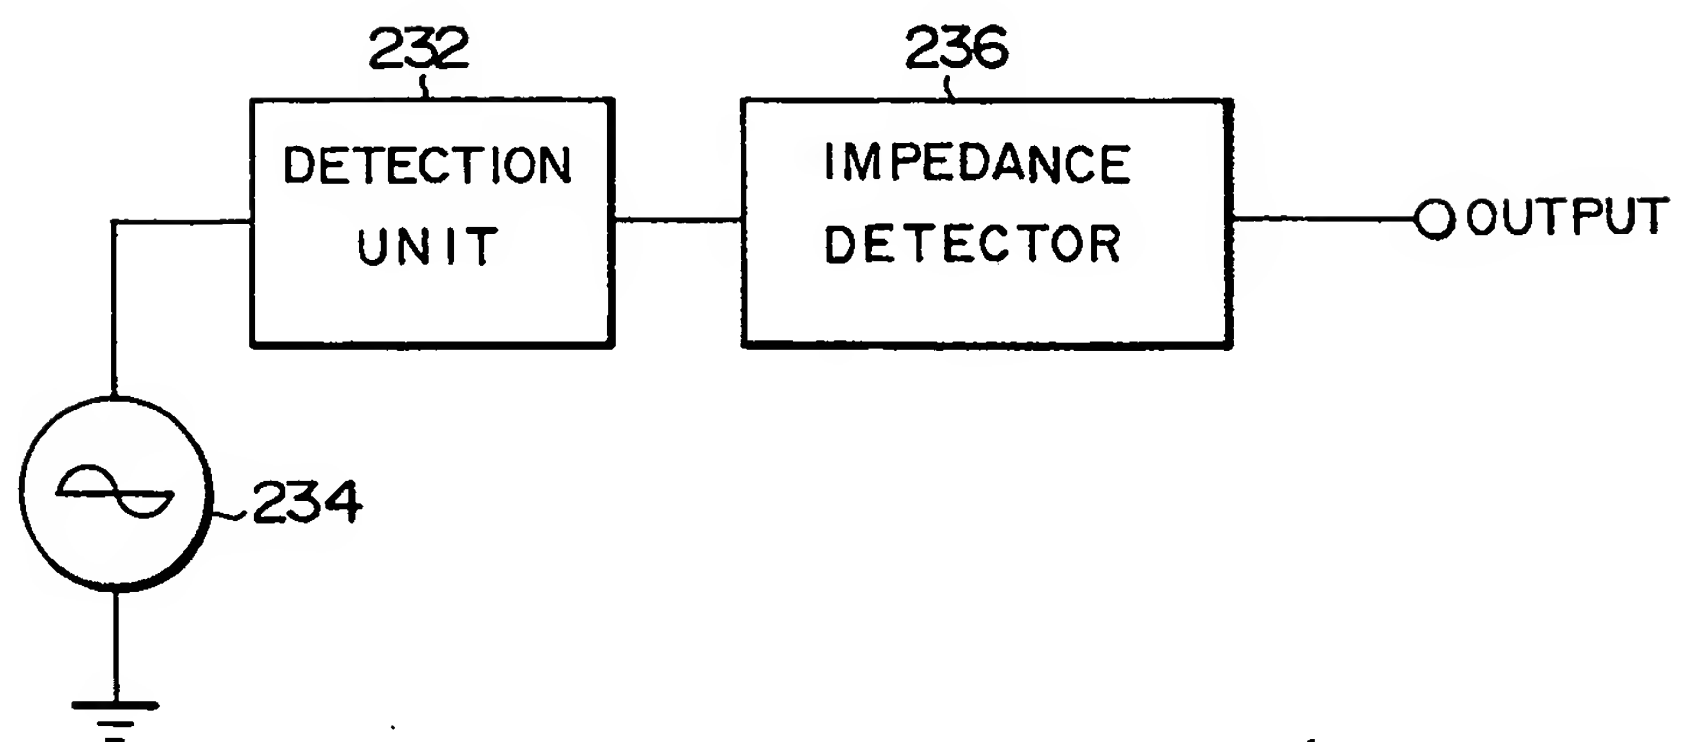 232
236
DETECTION
UNIT
IMPEDANCE
DETECTOR
OUTPUT
234